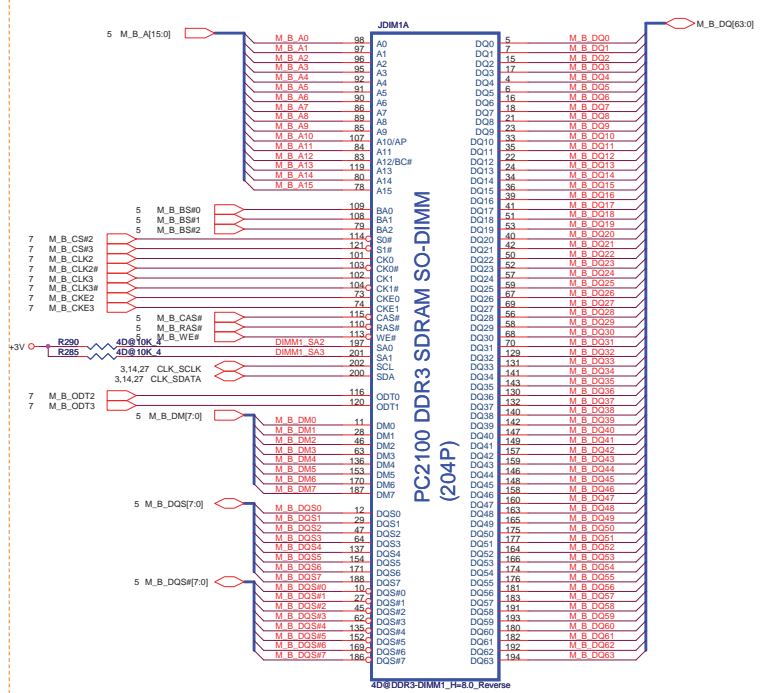 JDIM1A
5 M_B_A[15:0]
M_B_A0 98 A0
M_B_A1 97 A1
M_B_A2 96 A2
M_B_A3 95 A3
M_B_A4 92 A4
M_B_A5 91 A5
M_B_A6 90 A6
M_B_A7 86 A7
M_B_A8 89 A8
M_B_A9 85 A9
M_B_A10 107 A10/AP
M_B_A11 84 A11
M_B_A12 83 A12/BC#
M_B_A13 119 A13
M_B_A14 80 A14
M_B_A15 78 A15
5 M_B_BS#0 109 BA0
5 M_B_BS#1 108 BA1
5 M_B_BS#2 79 BA2
7 M_B_CS#2 114 S0#
7 M_B_CS#3 121 S1#
7 M_B_CLK2 101 CK0
7 M_B_CLK2# 103 CK0#
7 M_B_CLK3 102 CK1
7 M_B_CLK3# 104 CK1#
7 M_B_CKE2 73 CKE0
7 M_B_CKE3 74 CKE1
5 M_B_CAS# 115 CAS#
5 M_B_RAS# 110 RAS#
5 M_B_WE# 113 WE#
+3V R290 4D@10K_4 DIMM1_SA2 197 SA0
R285 4D@10K_4 DIMM1_SA3 201 SA1
3,14,27 CLK_SCLK 202 SCL
3,14,27 CLK_SDATA 200 SDA
7 M_B_ODT2 116 ODT0
7 M_B_ODT3 120 ODT1
5 M_B_DM[7:0]
M_B_DM0 11 DM0
M_B_DM1 28 DM1
M_B_DM2 46 DM2
M_B_DM3 63 DM3
M_B_DM4 136 DM4
M_B_DM5 153 DM5
M_B_DM6 170 DM6
M_B_DM7 187 DM7
5 M_B_DQS[7:0]
M_B_DQS0 12 DQS0
M_B_DQS1 29 DQS1
M_B_DQS2 47 DQS2
M_B_DQS3 64 DQS3
M_B_DQS4 137 DQS4
M_B_DQS5 154 DQS5
M_B_DQS6 171 DQS6
M_B_DQS7 188 DQS7
5 M_B_DQS#[7:0]
M_B_DQS#0 10 DQS#0
M_B_DQS#1 27 DQS#1
M_B_DQS#2 45 DQS#2
M_B_DQS#3 62 DQS#3
M_B_DQS#4 135 DQS#4
M_B_DQS#5 152 DQS#5
M_B_DQS#6 169 DQS#6
M_B_DQS#7 186 DQS#7
PC2100 DDR3 SDRAM SO-DIMM
(204P)
M_B_DQ[63:0]
DQ0 5 M_B_DQ0
DQ1 7 M_B_DQ1
DQ2 15 M_B_DQ2
DQ3 17 M_B_DQ3
DQ4 4 M_B_DQ4
DQ5 6 M_B_DQ5
DQ6 16 M_B_DQ6
DQ7 18 M_B_DQ7
DQ8 21 M_B_DQ8
DQ9 23 M_B_DQ9
DQ10 33 M_B_DQ10
DQ11 35 M_B_DQ11
DQ12 22 M_B_DQ12
DQ13 24 M_B_DQ13
DQ14 34 M_B_DQ14
DQ15 36 M_B_DQ15
DQ16 39 M_B_DQ16
DQ17 41 M_B_DQ17
DQ18 51 M_B_DQ18
DQ19 53 M_B_DQ19
DQ20 40 M_B_DQ20
DQ21 42 M_B_DQ21
DQ22 50 M_B_DQ22
DQ23 52 M_B_DQ23
DQ24 57 M_B_DQ24
DQ25 59 M_B_DQ25
DQ26 67 M_B_DQ26
DQ27 69 M_B_DQ27
DQ28 56 M_B_DQ28
DQ29 58 M_B_DQ29
DQ30 68 M_B_DQ30
DQ31 70 M_B_DQ31
DQ32 129 M_B_DQ32
DQ33 131 M_B_DQ33
DQ34 141 M_B_DQ34
DQ35 143 M_B_DQ35
DQ36 130 M_B_DQ36
DQ37 132 M_B_DQ37
DQ38 140 M_B_DQ38
DQ39 142 M_B_DQ39
DQ40 147 M_B_DQ40
DQ41 149 M_B_DQ41
DQ42 157 M_B_DQ42
DQ43 159 M_B_DQ43
DQ44 146 M_B_DQ44
DQ45 148 M_B_DQ45
DQ46 158 M_B_DQ46
DQ47 160 M_B_DQ47
DQ48 163 M_B_DQ48
DQ49 165 M_B_DQ49
DQ50 175 M_B_DQ50
DQ51 177 M_B_DQ51
DQ52 164 M_B_DQ52
DQ53 166 M_B_DQ53
DQ54 174 M_B_DQ54
DQ55 176 M_B_DQ55
DQ56 181 M_B_DQ56
DQ57 183 M_B_DQ57
DQ58 191 M_B_DQ58
DQ59 193 M_B_DQ59
DQ60 180 M_B_DQ60
DQ61 182 M_B_DQ61
DQ62 192 M_B_DQ62
DQ63 194 M_B_DQ63
4D@DDR3-DIMM1_H=8.0_Reverse